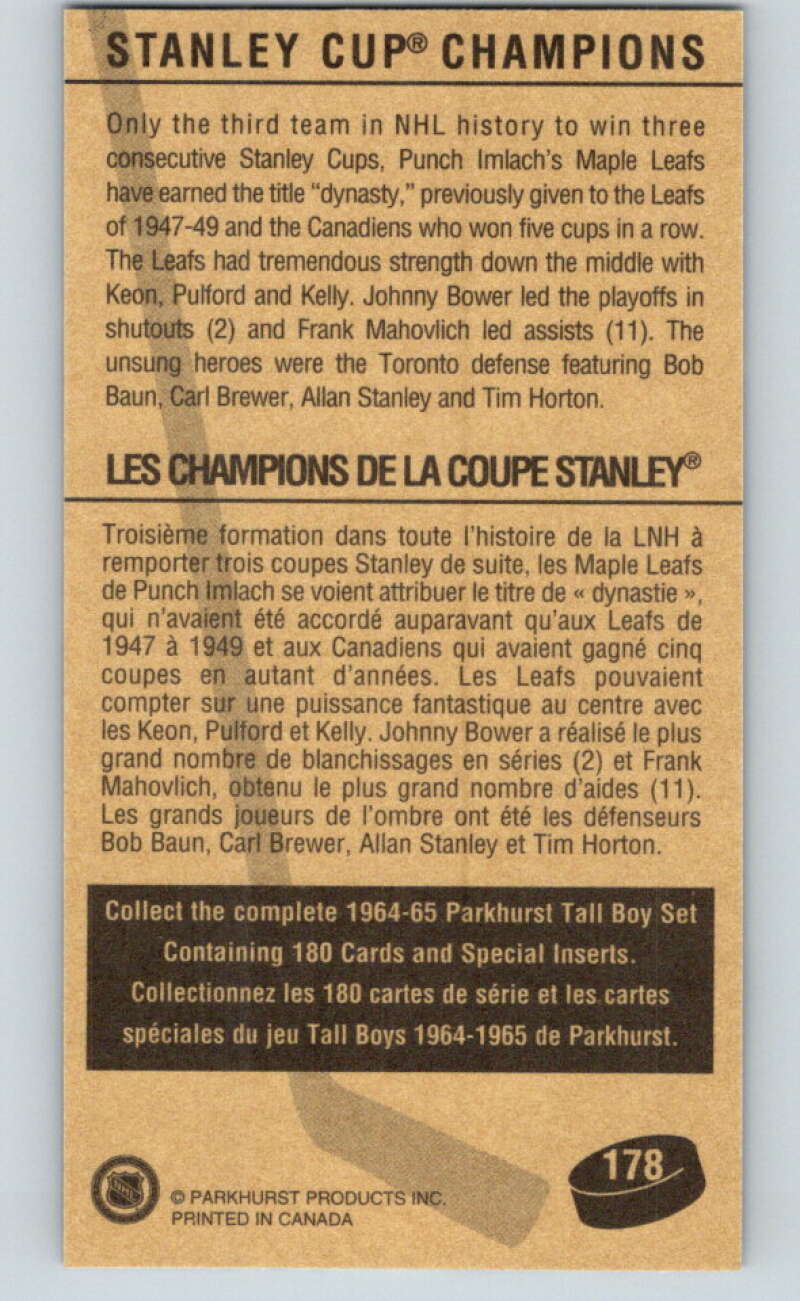 STANLEY CUP® CHAMPIONS
Only the third team in NHL history to win three
consecutive Stanley Cups, Punch Imlach's Maple Leafs
have earned the title “dynasty,” previously given to the Leafs
of 1947-49 and the Canadiens who won five cups in a row.
The Leafs had tremendous strength down the middle with
Keon, Pulford and Kelly. Johnny Bower led the playoffs in
shutouts (2) and Frank Mahovlich led assists (11). The
unsung heroes were the Toronto defense featuring Bob
Baun, Carl Brewer, Allan Stanley and Tim Horton.
LES CHAMPIONS DE LA COUPE STANLEY®
Troisième formation dans toute l'histoire de la LNH à
remporter trois coupes Stanley de suite, les Maple Leafs
de Punch Imlach se voient attribuer le titre de « dynastie »,
qui n'avaient été accordé auparavant qu'aux Leafs de
1947 à 1949 et aux Canadiens qui avaient gagné cinq
coupes en autant d'années. Les Leafs pouvaient
compter sur une puissance fantastique au centre avec
les Keon, Pulford et Kelly. Johnny Bower a réalisé le plus
grand nombre de blanchissages en séries (2) et Frank
Mahovlich, obtenu le plus grand nombre d'aides (11).
Les grands joueurs de l'ombre ont été les défenseurs
Bob Baun, Carl Brewer, Allan Stanley et Tim Horton.
Collect the complete 1964-65 Parkhurst Tall Boy Set
Containing 180 Cards and Special Inserts.
Collectionnez les 180 cartes de série et les cartes
spéciales du jeu Tall Boys 1964-1965 de Parkhurst.
178
NHL
© PARKHURST PRODUCTS INC.
PRINTED IN CANADA